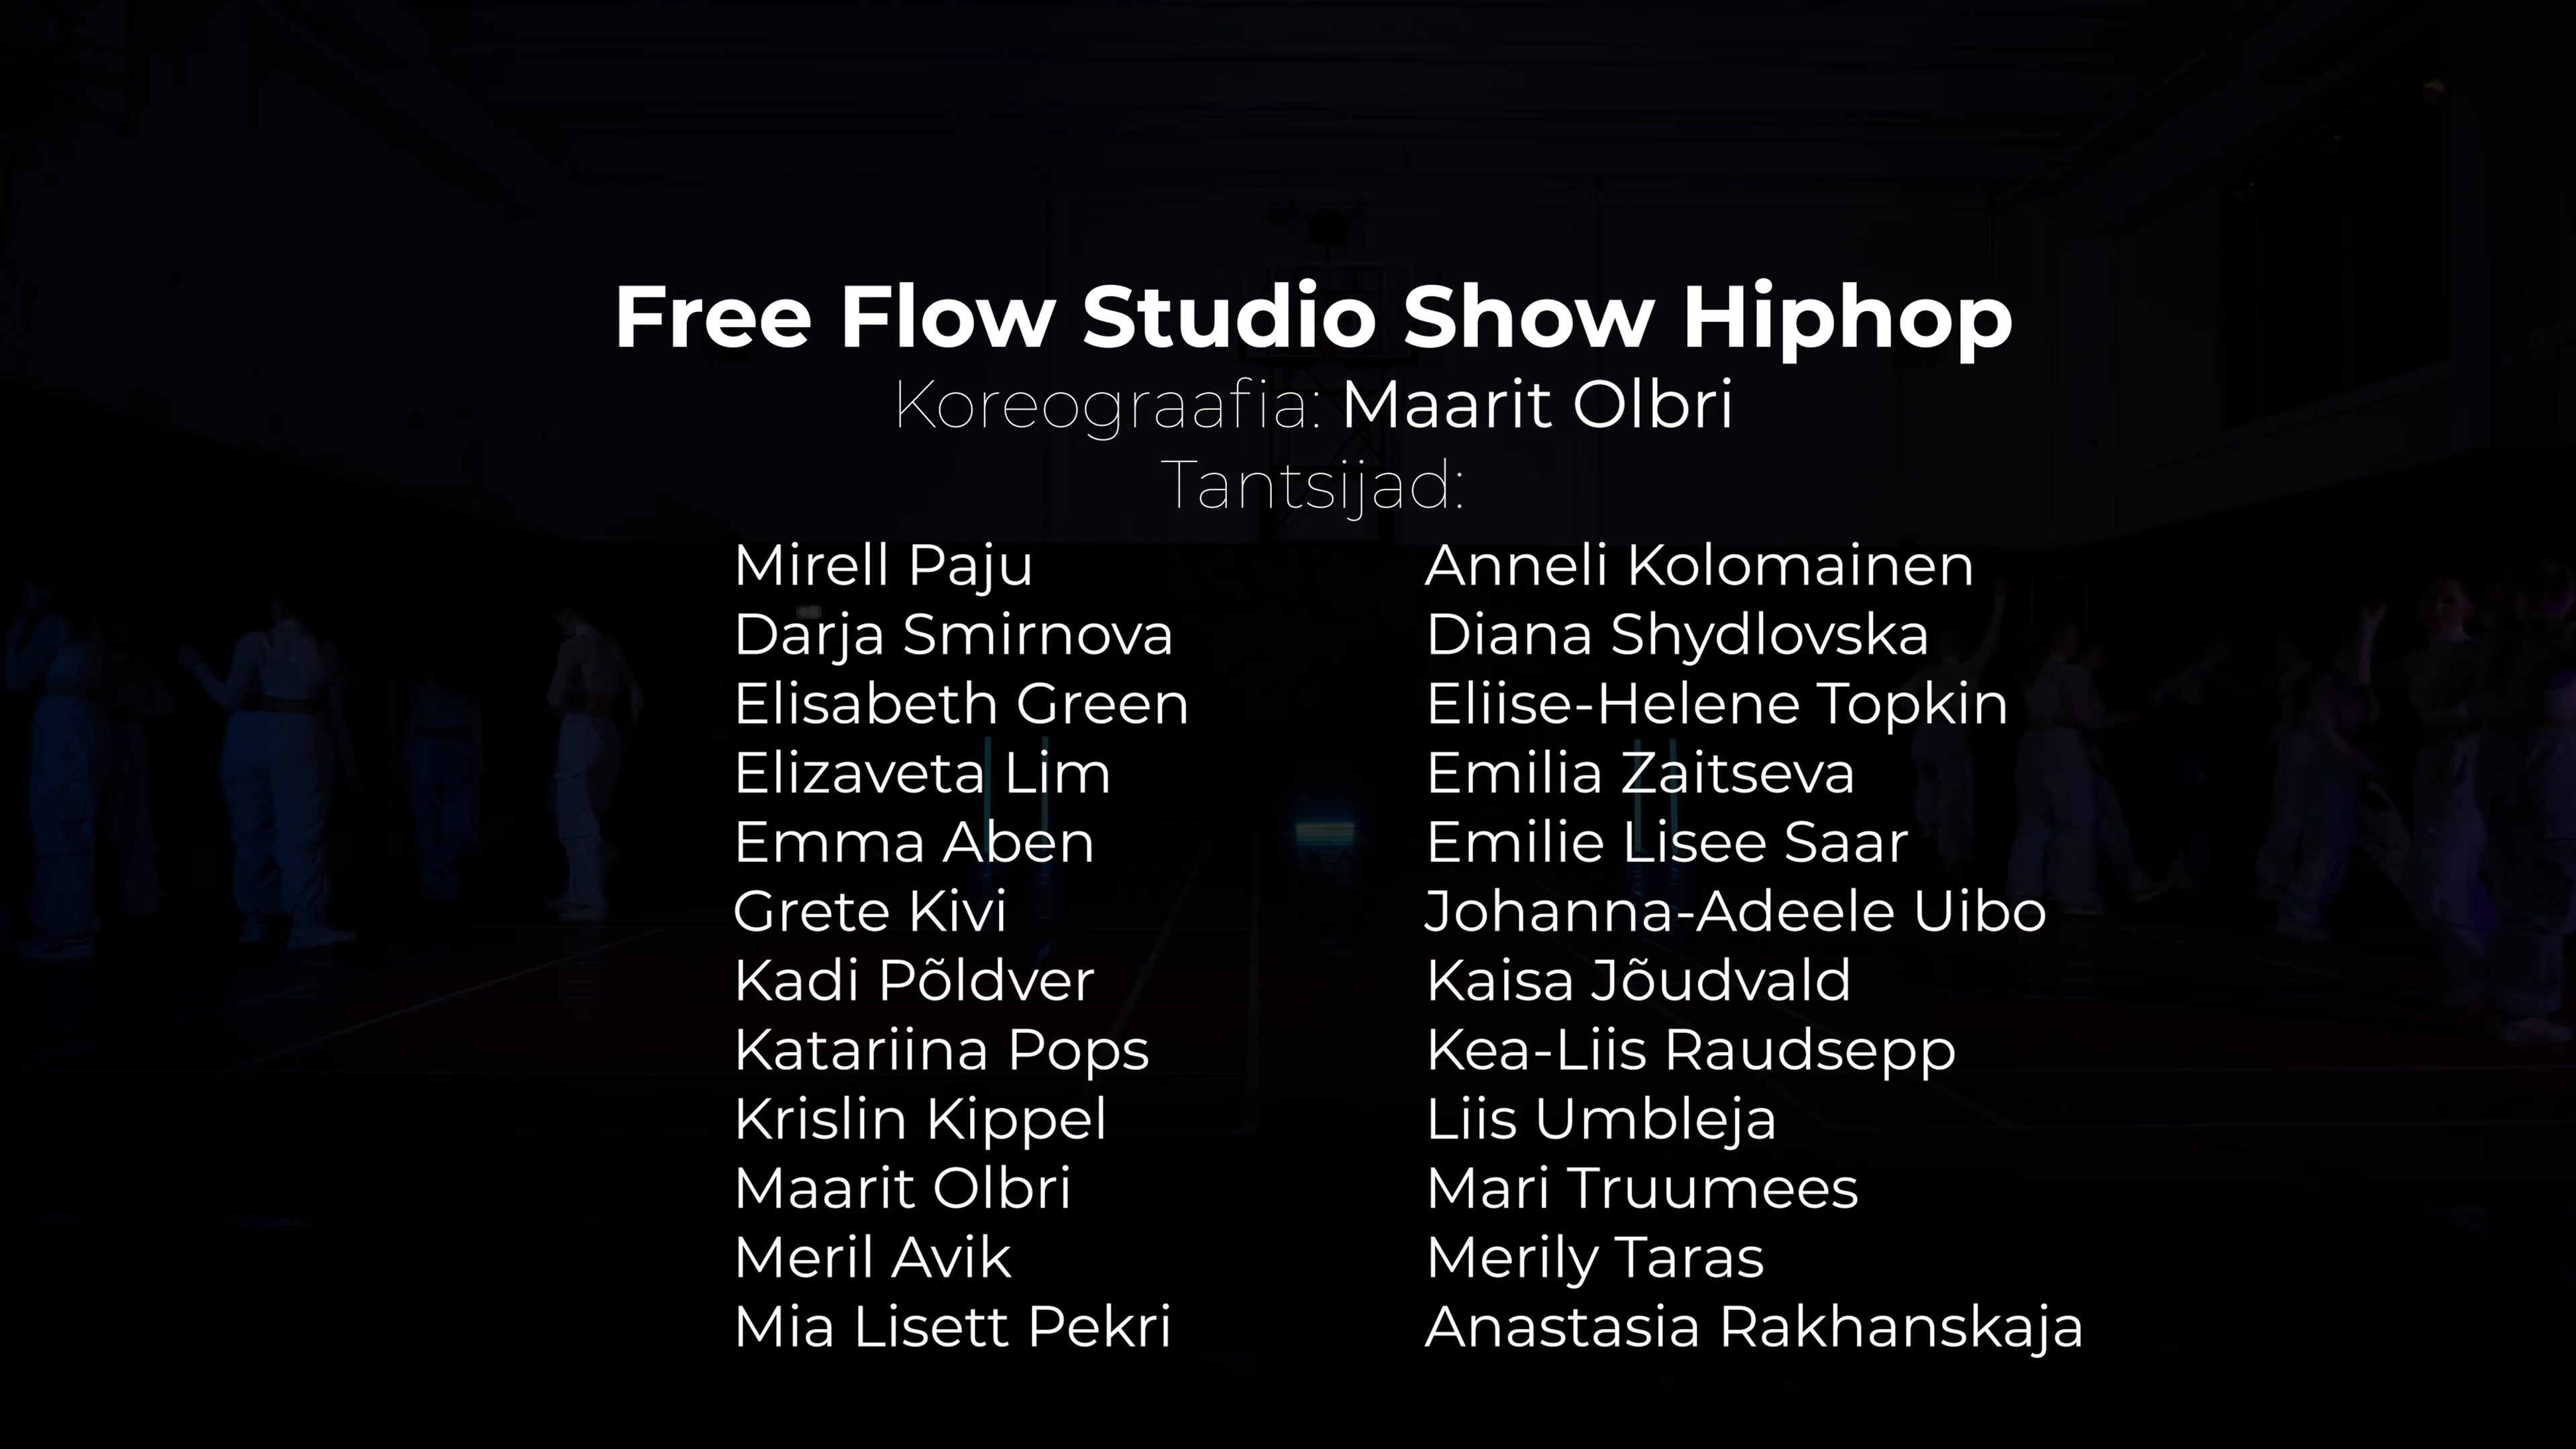 Free Flow Studio Show Hiphop
Koreograafia: Maarit Olbri
Tantsijad:
Mirell Paju
Darja Smirnova
Elisabeth Green
Elizaveta Lim
Emma Aben
Grete Kivi
Kadi Põldver
Katariina Pops
Krislin Kippel
Maarit Olbri
Meril Avik
Mia Lisett Pekri
Anneli Kolomainen
Diana Shydlovska
Eliise-Helene Topkin
Emilia Zaitseva
Emilie Lisee Saar
Johanna-Adeele Uibo
Kaisa Jõudvald
Kea-Liis Raudsepp
Liis Umbleja
Mari Truumees
Merily Taras
Anastasia Rakhanskaja